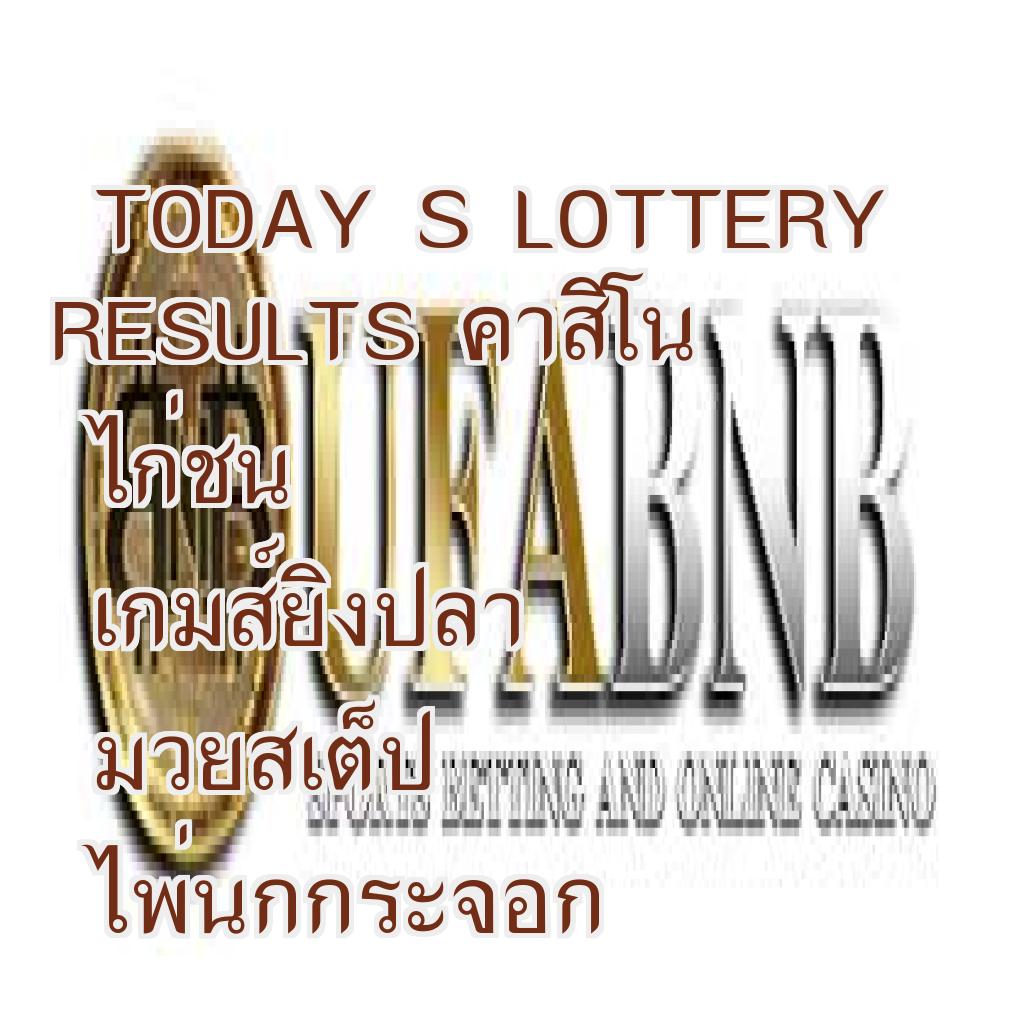 TODAY S LOTTERY
RESULTS คาสิโน
ไก่ชน
เกมส์ยิงปลา
มวยสเต็ป
ไพ่นกกระจอก
UFABNB
SPORTS BETTING AND ONLINE CASINO